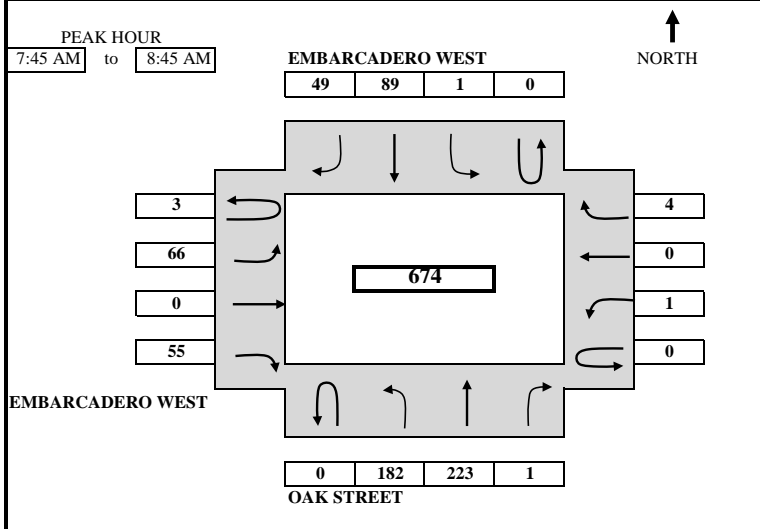 PEAK HOUR
7:45 AM to 8:45 AM
EMBARCADERO WEST
NORTH
49 89 1 0
3 4
66 0
674
0 1
55 0
EMBARCADERO WEST
0 182 223 1
OAK STREET